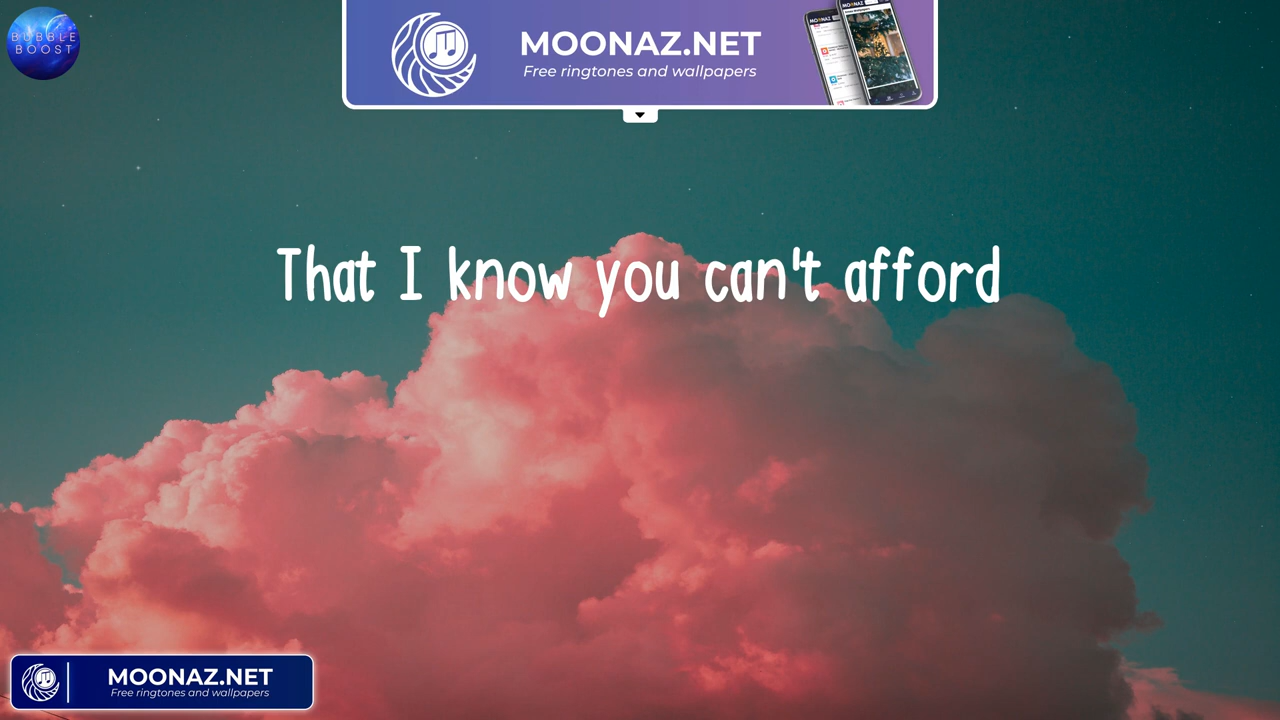 BUBBLE
BOOST
MOONAZ.NET
Free ringtones and wallpapers
That I know you can't afford
MOONAZ.NET
Free ringtones and wallpapers